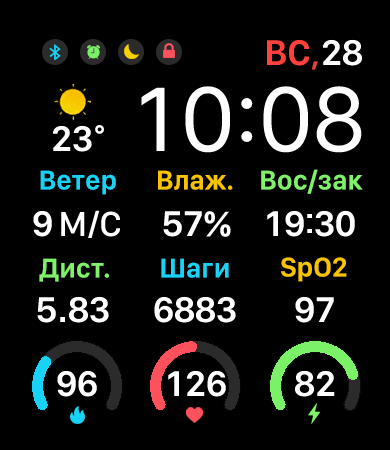 ВС,28
10:08
23°
Ветер Влаж. Вос/зак
9 М/С 57% 19:30
Дист. Шаги SpO2
5.83 6883 97
96 126 82